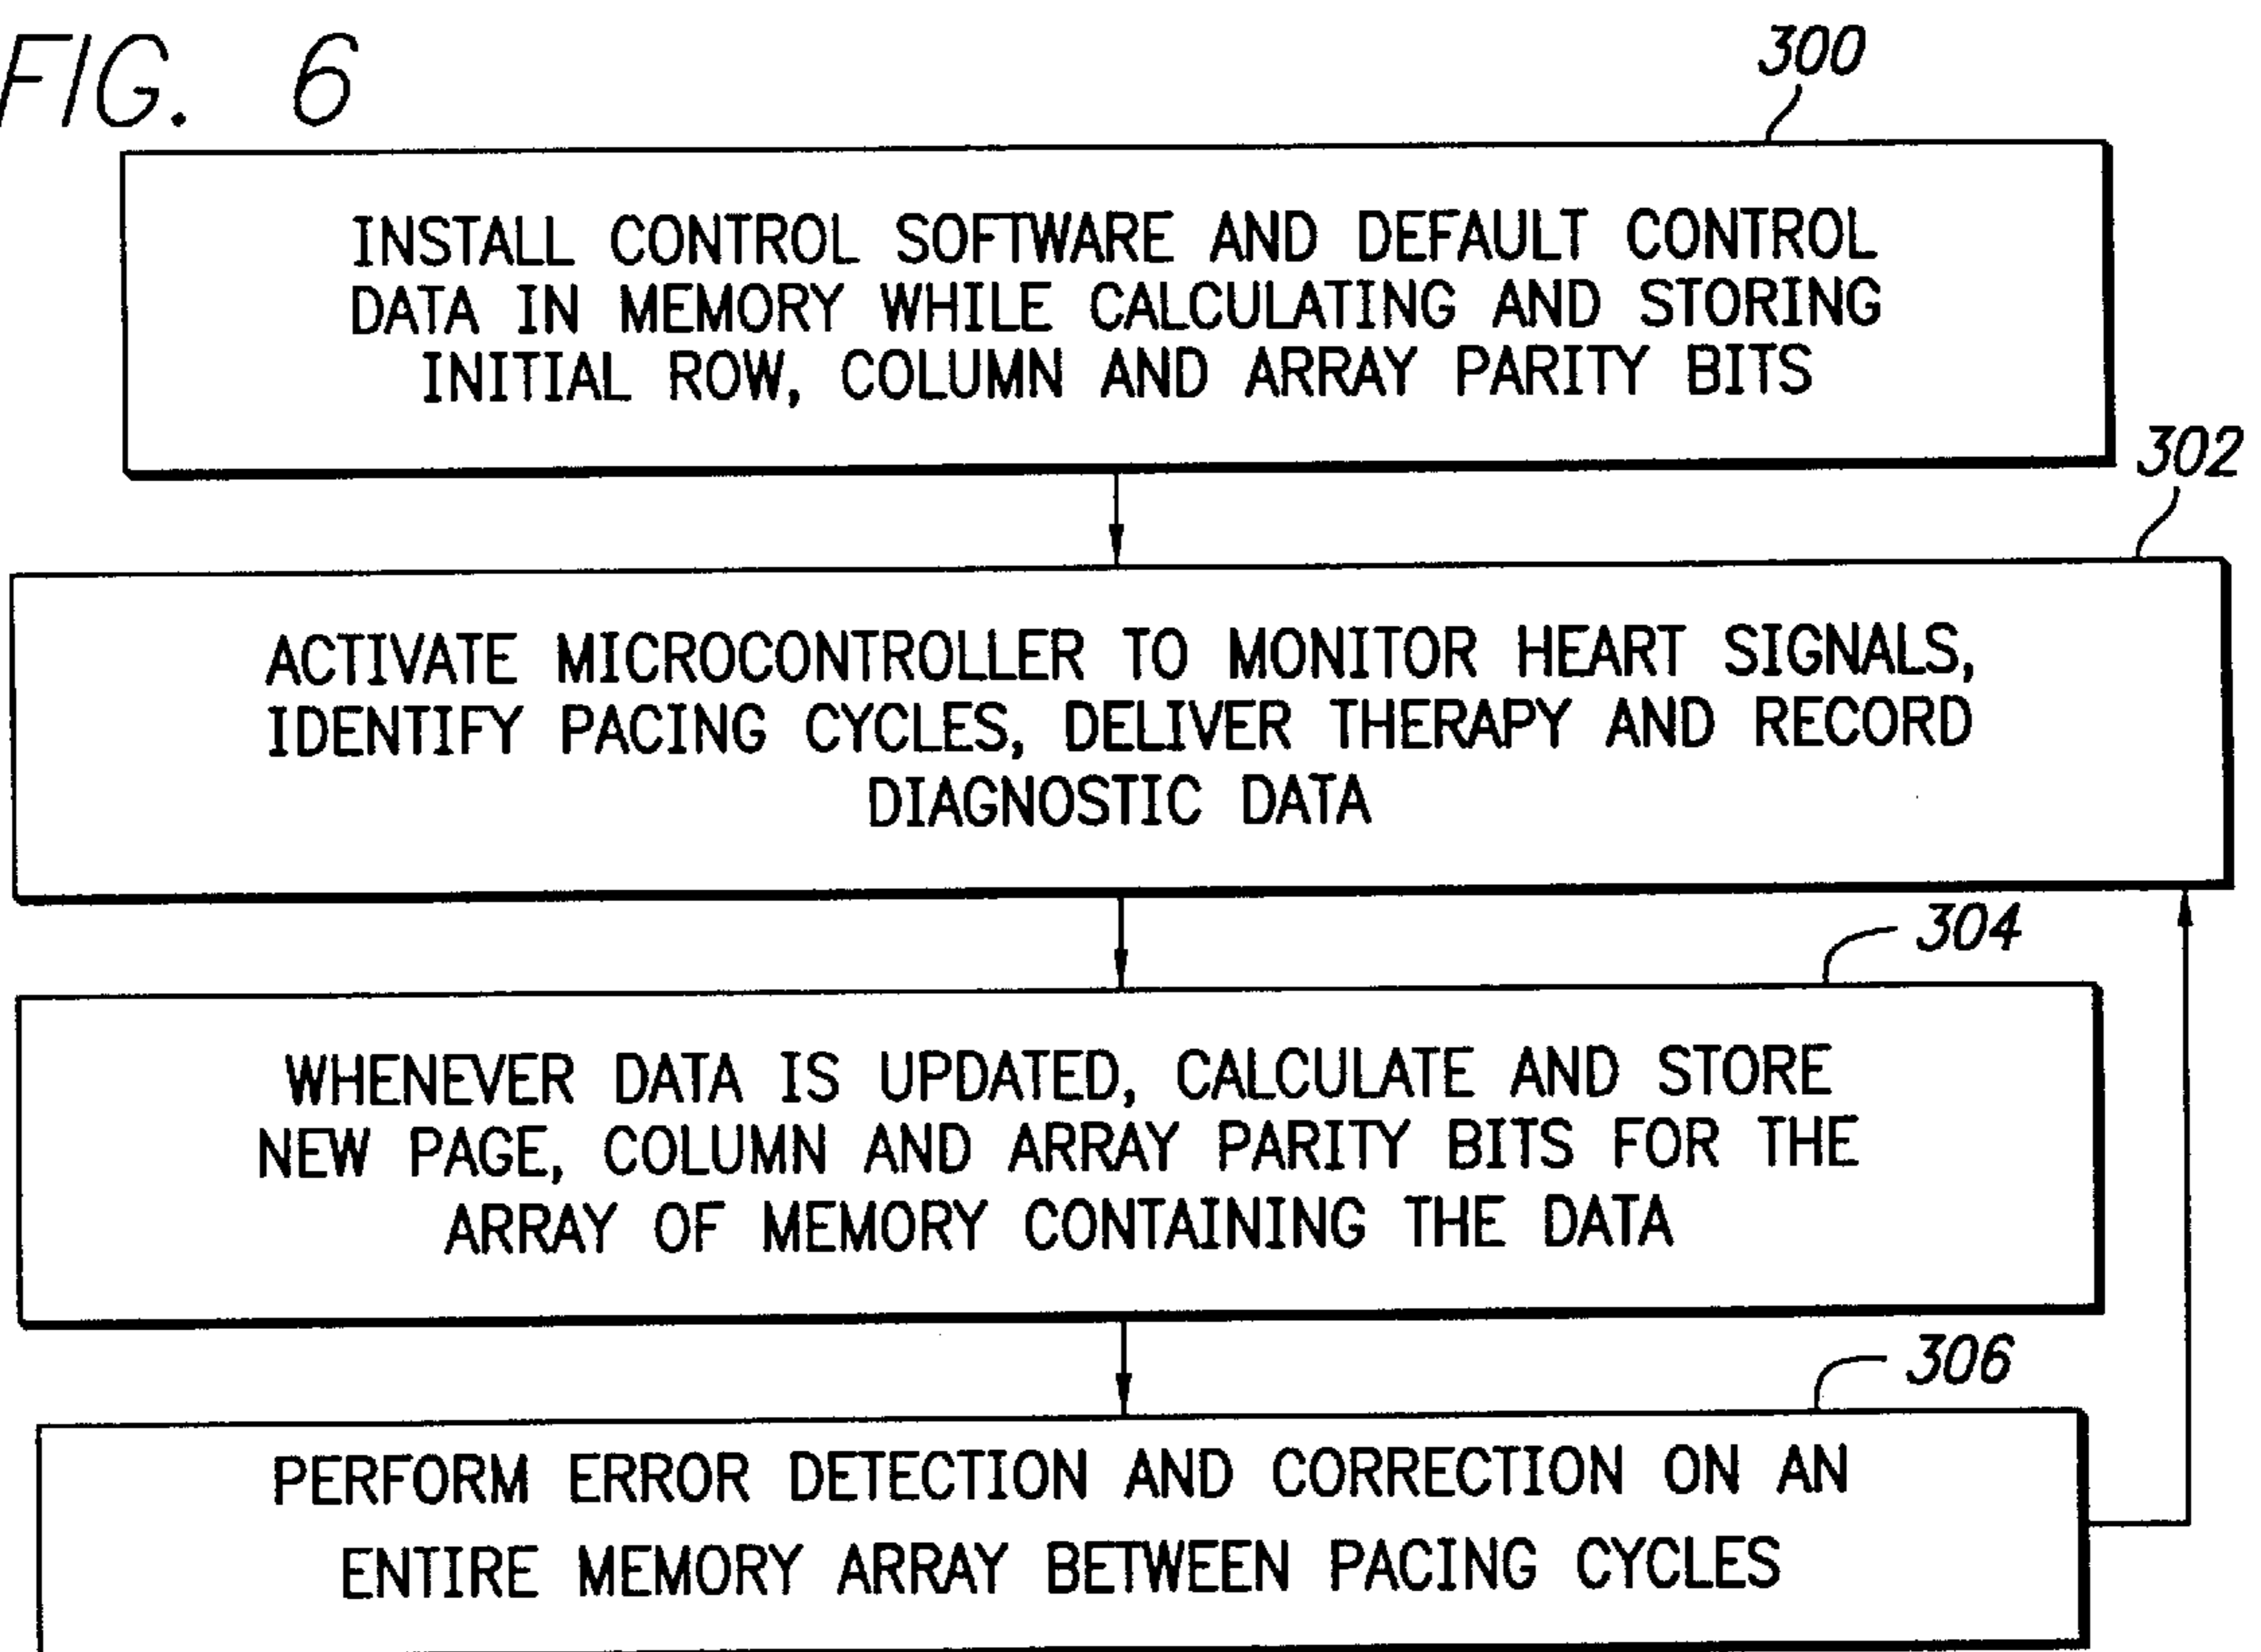 FIG. 6
300
INSTALL CONTROL SOFTWARE AND DEFAULT CONTROL
DATA IN MEMORY WHILE CALCULATING AND STORING
INITIAL ROW, COLUMN AND ARRAY PARITY BITS
302
ACTIVATE MICROCONTROLLER TO MONITOR HEART SIGNALS,
IDENTIFY PACING CYCLES, DELIVER THERAPY AND RECORD
DIAGNOSTIC DATA
304
WHENEVER DATA IS UPDATED, CALCULATE AND STORE
NEW PAGE, COLUMN AND ARRAY PARITY BITS FOR THE
ARRAY OF MEMORY CONTAINING THE DATA
306
PERFORM ERROR DETECTION AND CORRECTION ON AN
ENTIRE MEMORY ARRAY BETWEEN PACING CYCLES